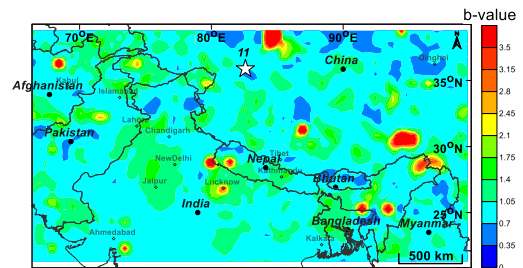 b-value
70°E 80°E 90°E
N
11
China
Qinghai
Kabul
Afghanistan
Islamabad
35°N
Lahore
Pakistan
Chandigarh
30°N
NewDelhi
Nepal
Tibet
Kathmandu
Jaipur
Lucknow
Bhutan
India
Bangladesh
25°N
Myanmar
Ahmedabad
Kalkata
500 km
3.5
3.15
2.8
2.45
2.1
1.75
1.4
1.05
0.7
0.35
0